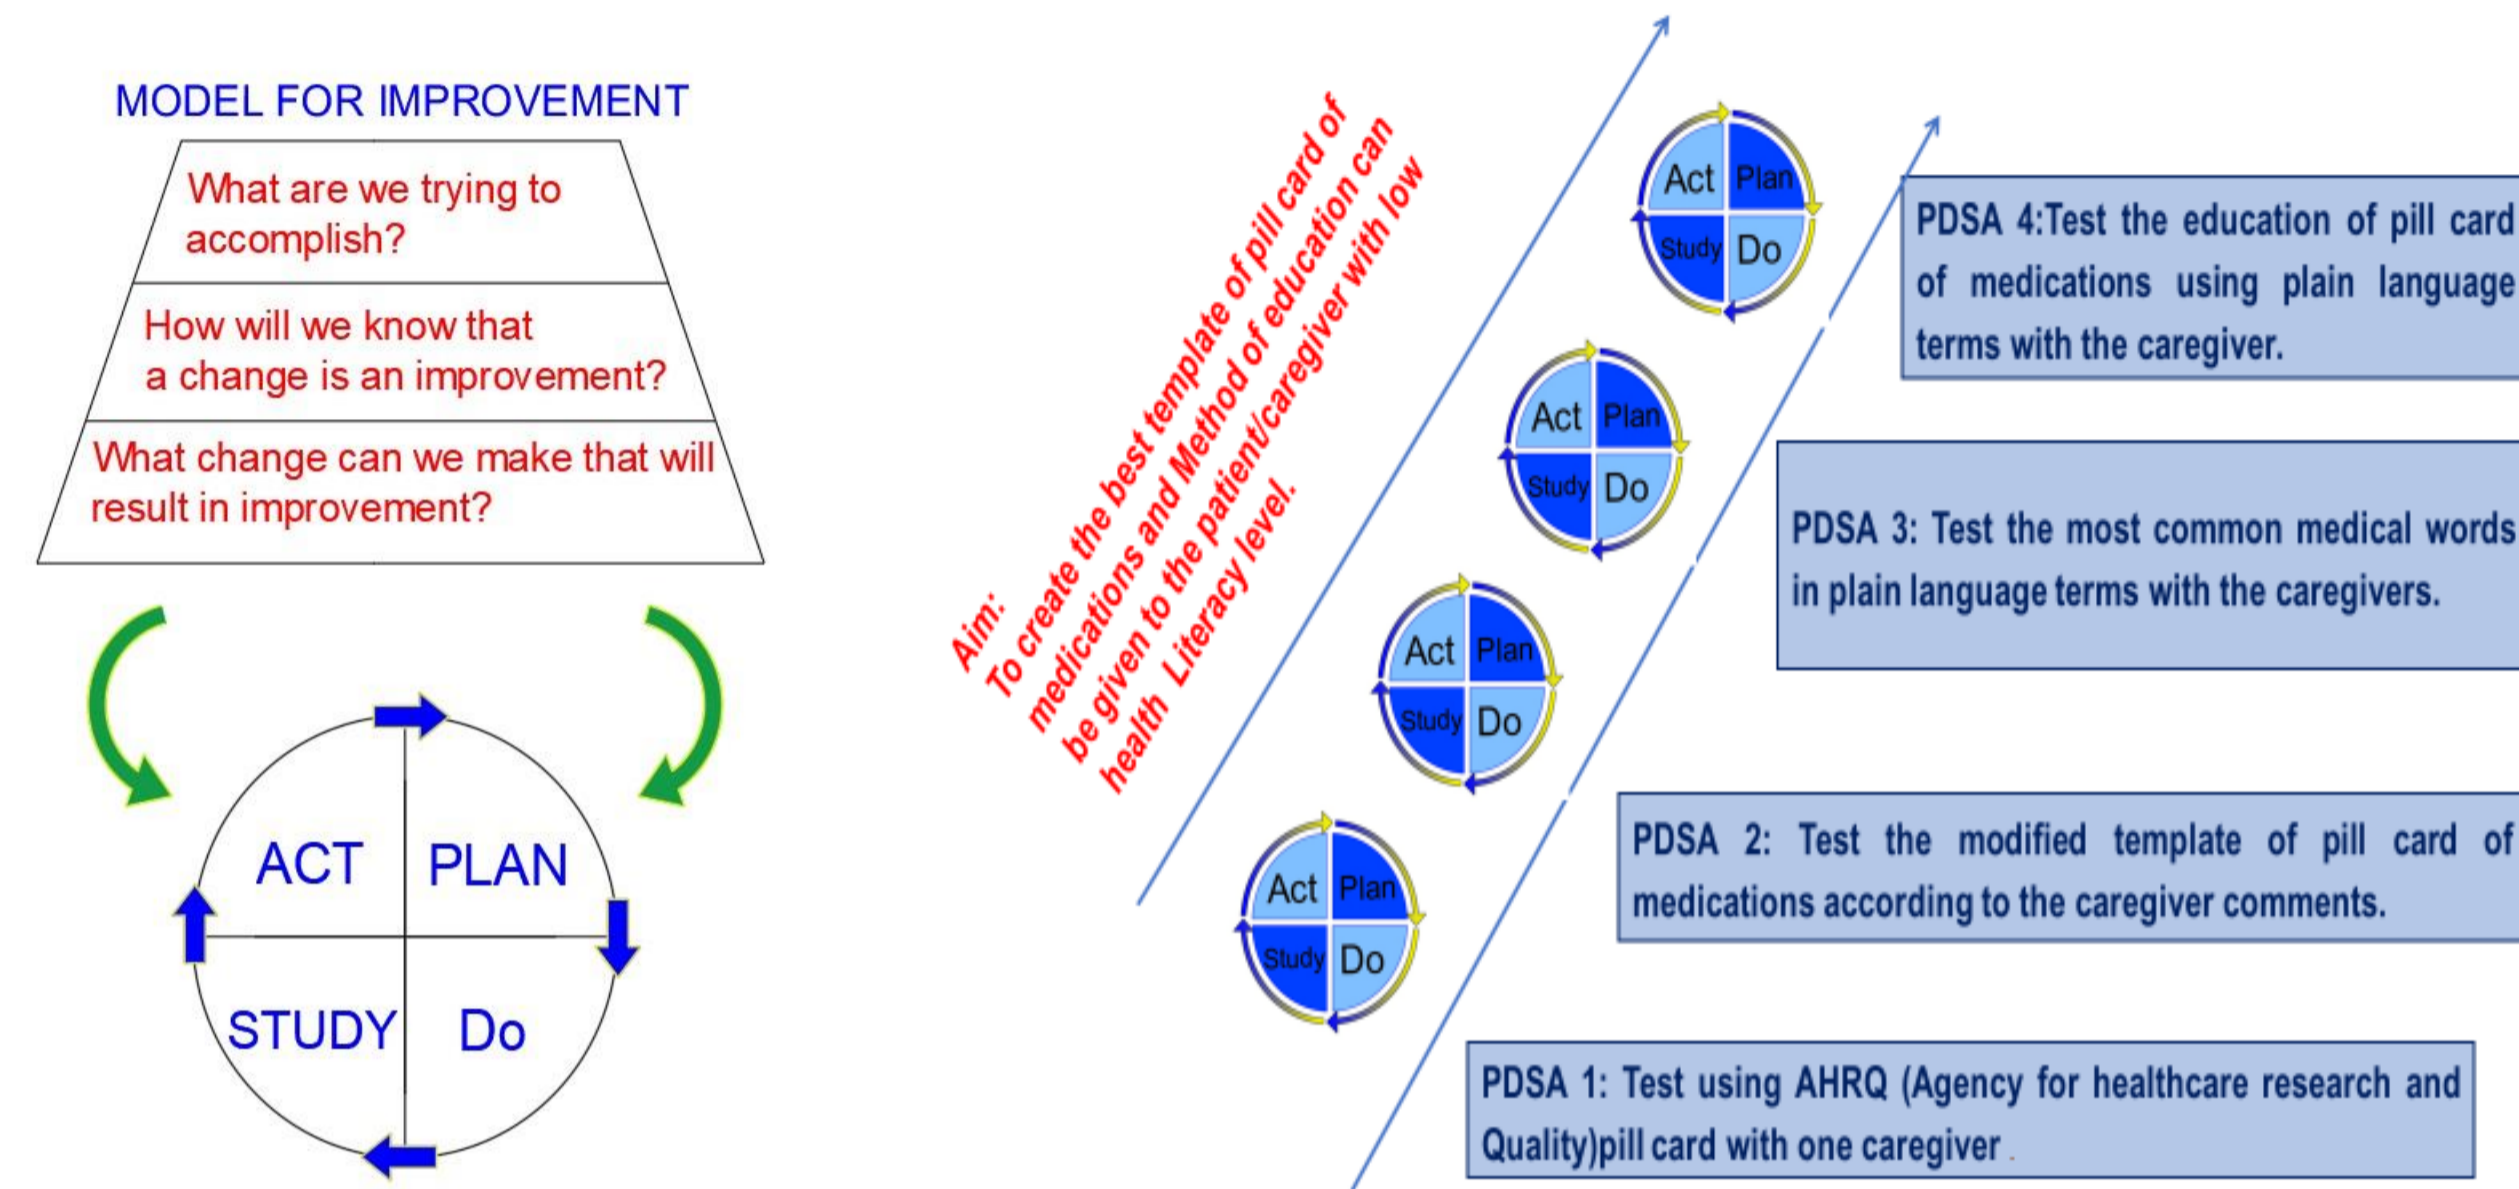 MODEL FOR IMPROVEMENT
What are we trying to
accomplish?
How will we know that
a change is an improvement?
What change can we make that will
result in improvement?
ACT
PLAN
STUDY
Do
Aim:
To create the best template of pill card of
medications and Method of education can
be given to the patient/caregiver with low
health Literacy level.
Act
Plan
Study
Do
PDSA 4:Test the education of pill card
of medications using plain language
terms with the caregiver.
Act
Plan
Study
Do
PDSA 3: Test the most common medical words
in plain language terms with the caregivers.
Act
Plan
Study
Do
PDSA 2: Test the modified template of pill card of
medications according to the caregiver comments.
Act
Plan
Study
Do
PDSA 1: Test using AHRQ (Agency for healthcare research and
Quality)pill card with one caregiver .